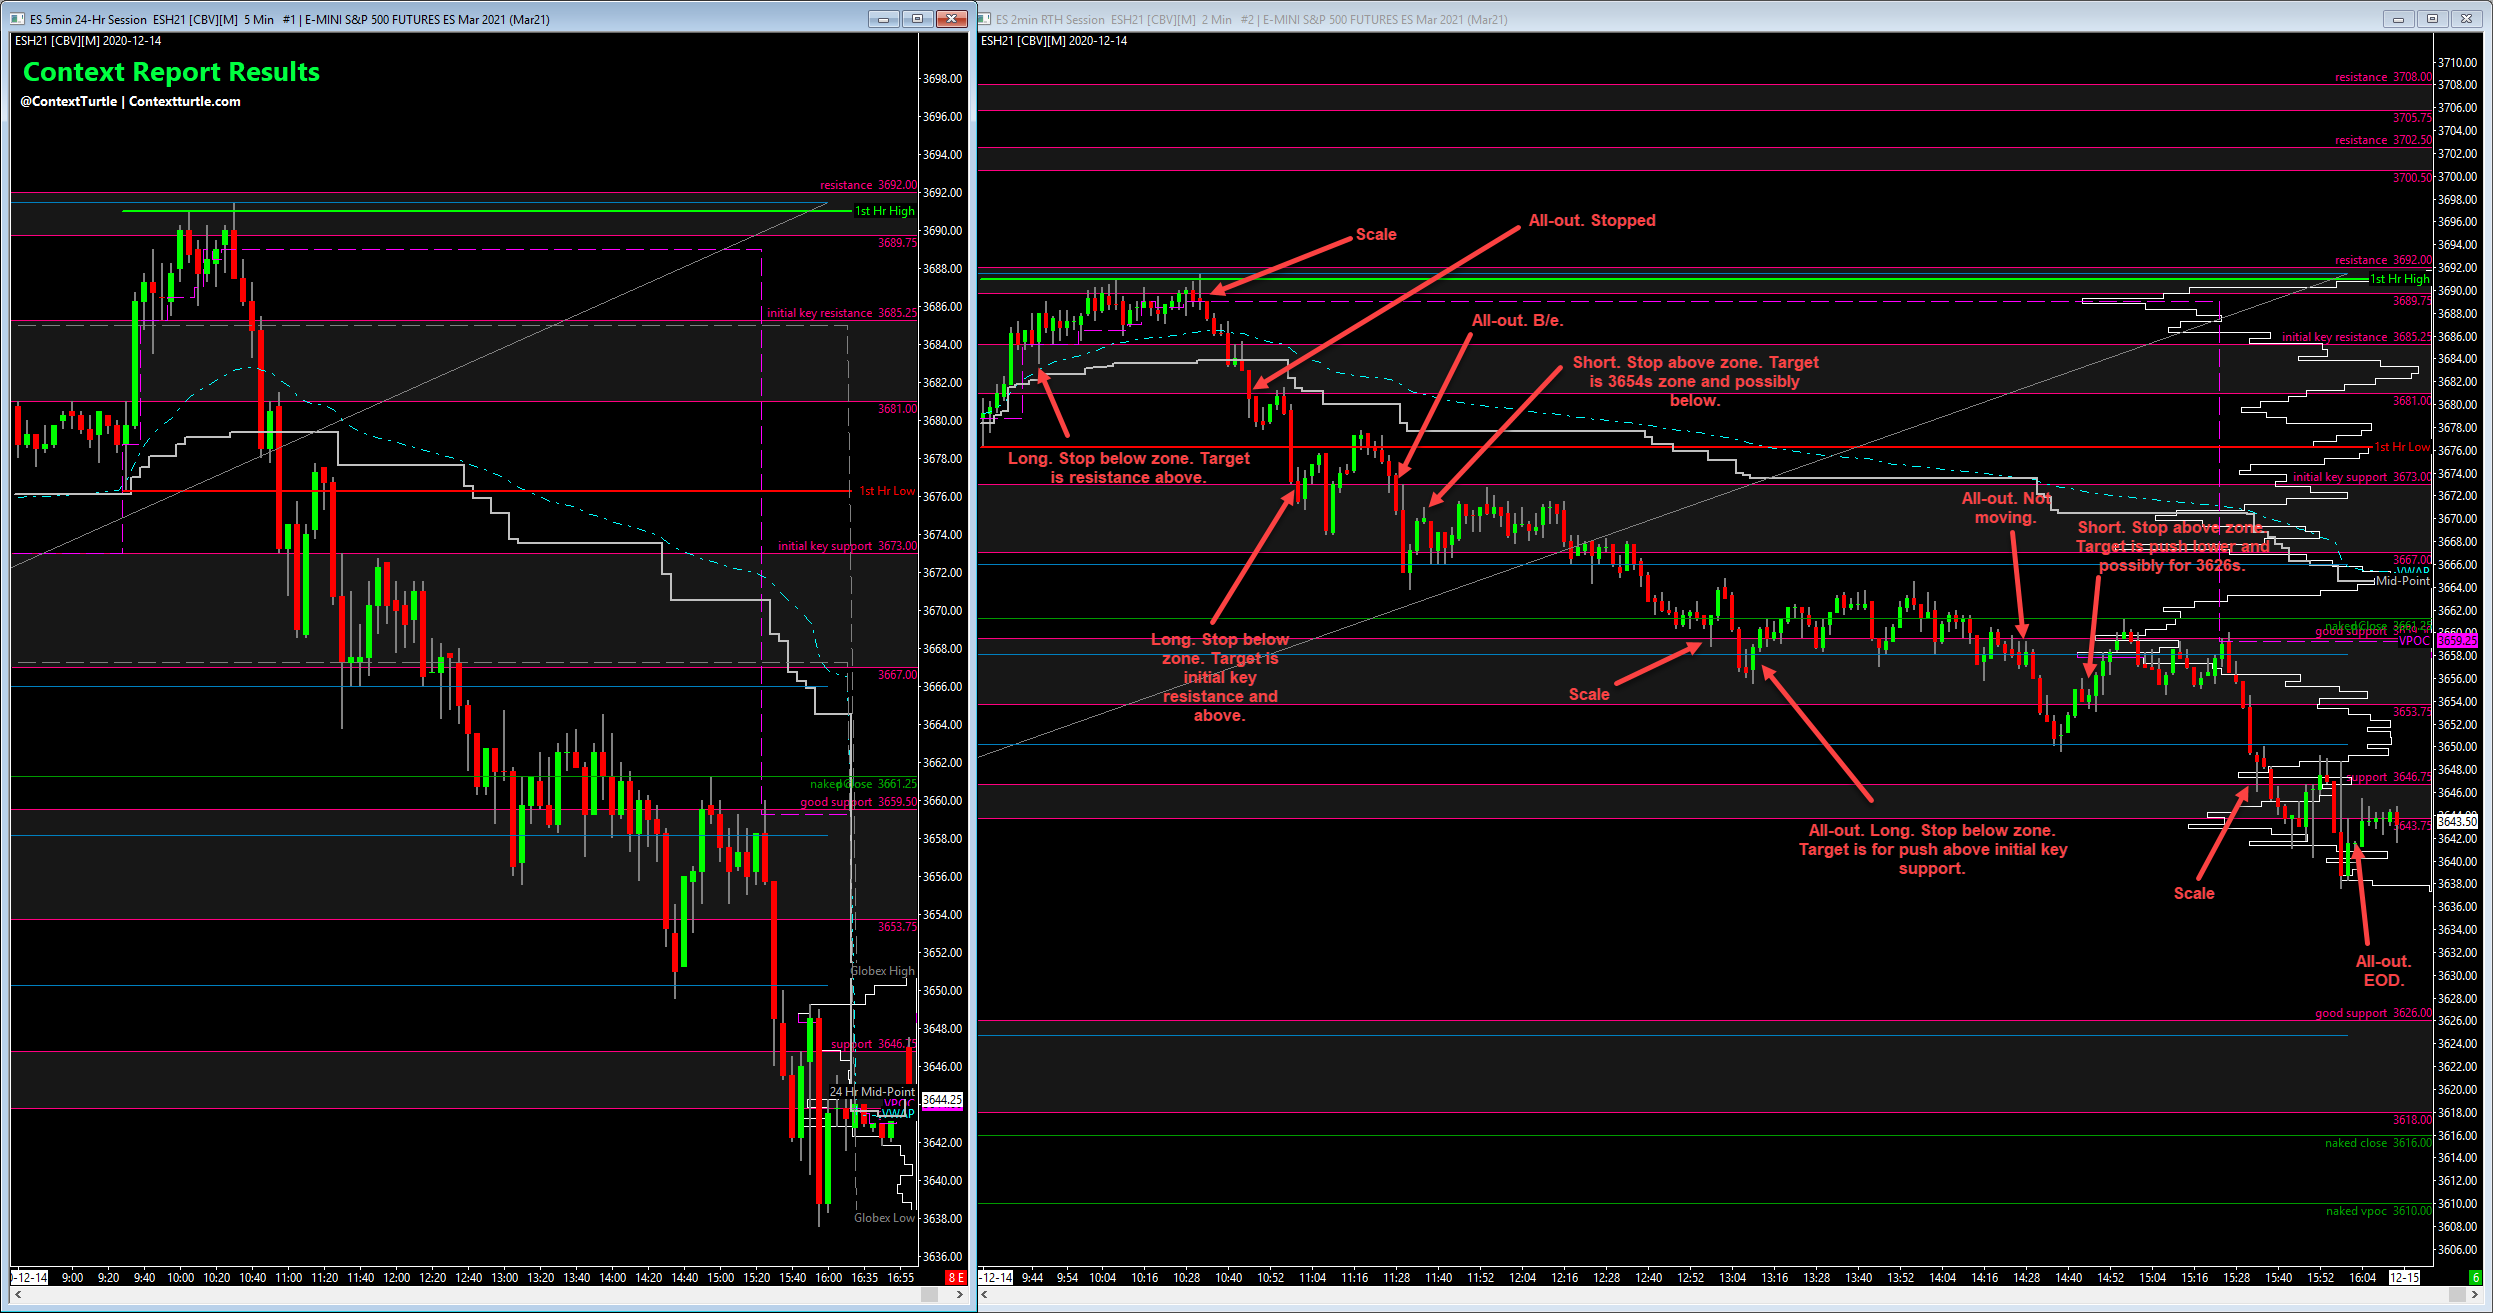 ES 5min 24-Hr Session ESH21 [CBV][M] 5 Min #1 | E-MINI S&P 500 FUTURES ES Mar 2021 (Mar21)
ESH21 [CBV][M] 2020-12-14
Context Report Results
@ContextTurtle | Contextturtle.com
resistance 3692.00
1st Hr High
3689.75
initial key resistance 3685.25
3681.00
1st Hr Low
initial key support 3673.00
3667.00
nakedClose 3661.25
good support 3659.50
3653.75
Globex High
support 3646.75
24 Hr Mid-Point
VPOC
VWAP
Globex Low
3698.00
3696.00
3694.00
3692.00
3690.00
3688.00
3686.00
3684.00
3682.00
3680.00
3678.00
3676.00
3674.00
3672.00
3670.00
3668.00
3666.00
3664.00
3662.00
3660.00
3658.00
3656.00
3654.00
3652.00
3650.00
3648.00
3646.00
3644.25
3642.00
3640.00
3638.00
3636.00
-12-14 9:00 9:20 9:40 10:00 10:20 10:40 11:00 11:20 11:40 12:00 12:20 12:40 13:00 13:20 13:40 14:00 14:20 14:40 15:00 15:20 15:40 16:00 16:35 16:55 8 E
ES 2min RTH Session ESH21 [CBV][M] 2 Min #2 | E-MINI S&P 500 FUTURES ES Mar 2021 (Mar21)
ESH21 [CBV][M] 2020-12-14
resistance 3708.00
3705.75
resistance 3702.50
3700.50
All-out. Stopped
Scale
resistance 3692.00
1st Hr High
3689.75
All-out. B/e.
initial key resistance 3685.25
Short. Stop above zone. Target
is 3654s zone and possibly
below.
3681.00
1st Hr Low
Long. Stop below zone. Target
is resistance above.
initial key support 3673.00
All-out. Not
moving.
Short. Stop above zone.
Target is push lower and
possibly for 3626s.
3667.00
VWAP
Mid-Point
nakedClose 3661.25
good support
VPOC 3659.25
Long. Stop below
zone. Target is
initial key
resistance and
above.
Scale
3653.75
support 3646.75
3643.75
All-out. Long. Stop below zone.
Target is for push above initial key
support.
Scale
All-out.
EOD.
good support 3626.00
3618.00
naked close 3616.00
naked vpoc 3610.00
3710.00
3708.00
3706.00
3704.00
3702.00
3700.00
3698.00
3696.00
3694.00
3692.00
3690.00
3688.00
3686.00
3684.00
3682.00
3680.00
3678.00
3676.00
3674.00
3672.00
3670.00
3668.00
3666.00
3664.00
3662.00
3658.00
3656.00
3654.00
3652.00
3650.00
3648.00
3646.00
3643.50
3642.00
3640.00
3638.00
3636.00
3634.00
3632.00
3630.00
3628.00
3626.00
3624.00
3622.00
3620.00
3618.00
3616.00
3614.00
3612.00
3610.00
3608.00
3606.00
-12-14 9:44 9:54 10:04 10:16 10:28 10:40 10:52 11:04 11:16 11:28 11:40 11:52 12:04 12:16 12:28 12:40 12:52 13:04 13:16 13:28 13:40 13:52 14:04 14:16 14:28 14:40 14:52 15:04 15:16 15:28 15:40 15:52 16:04 12-15 6